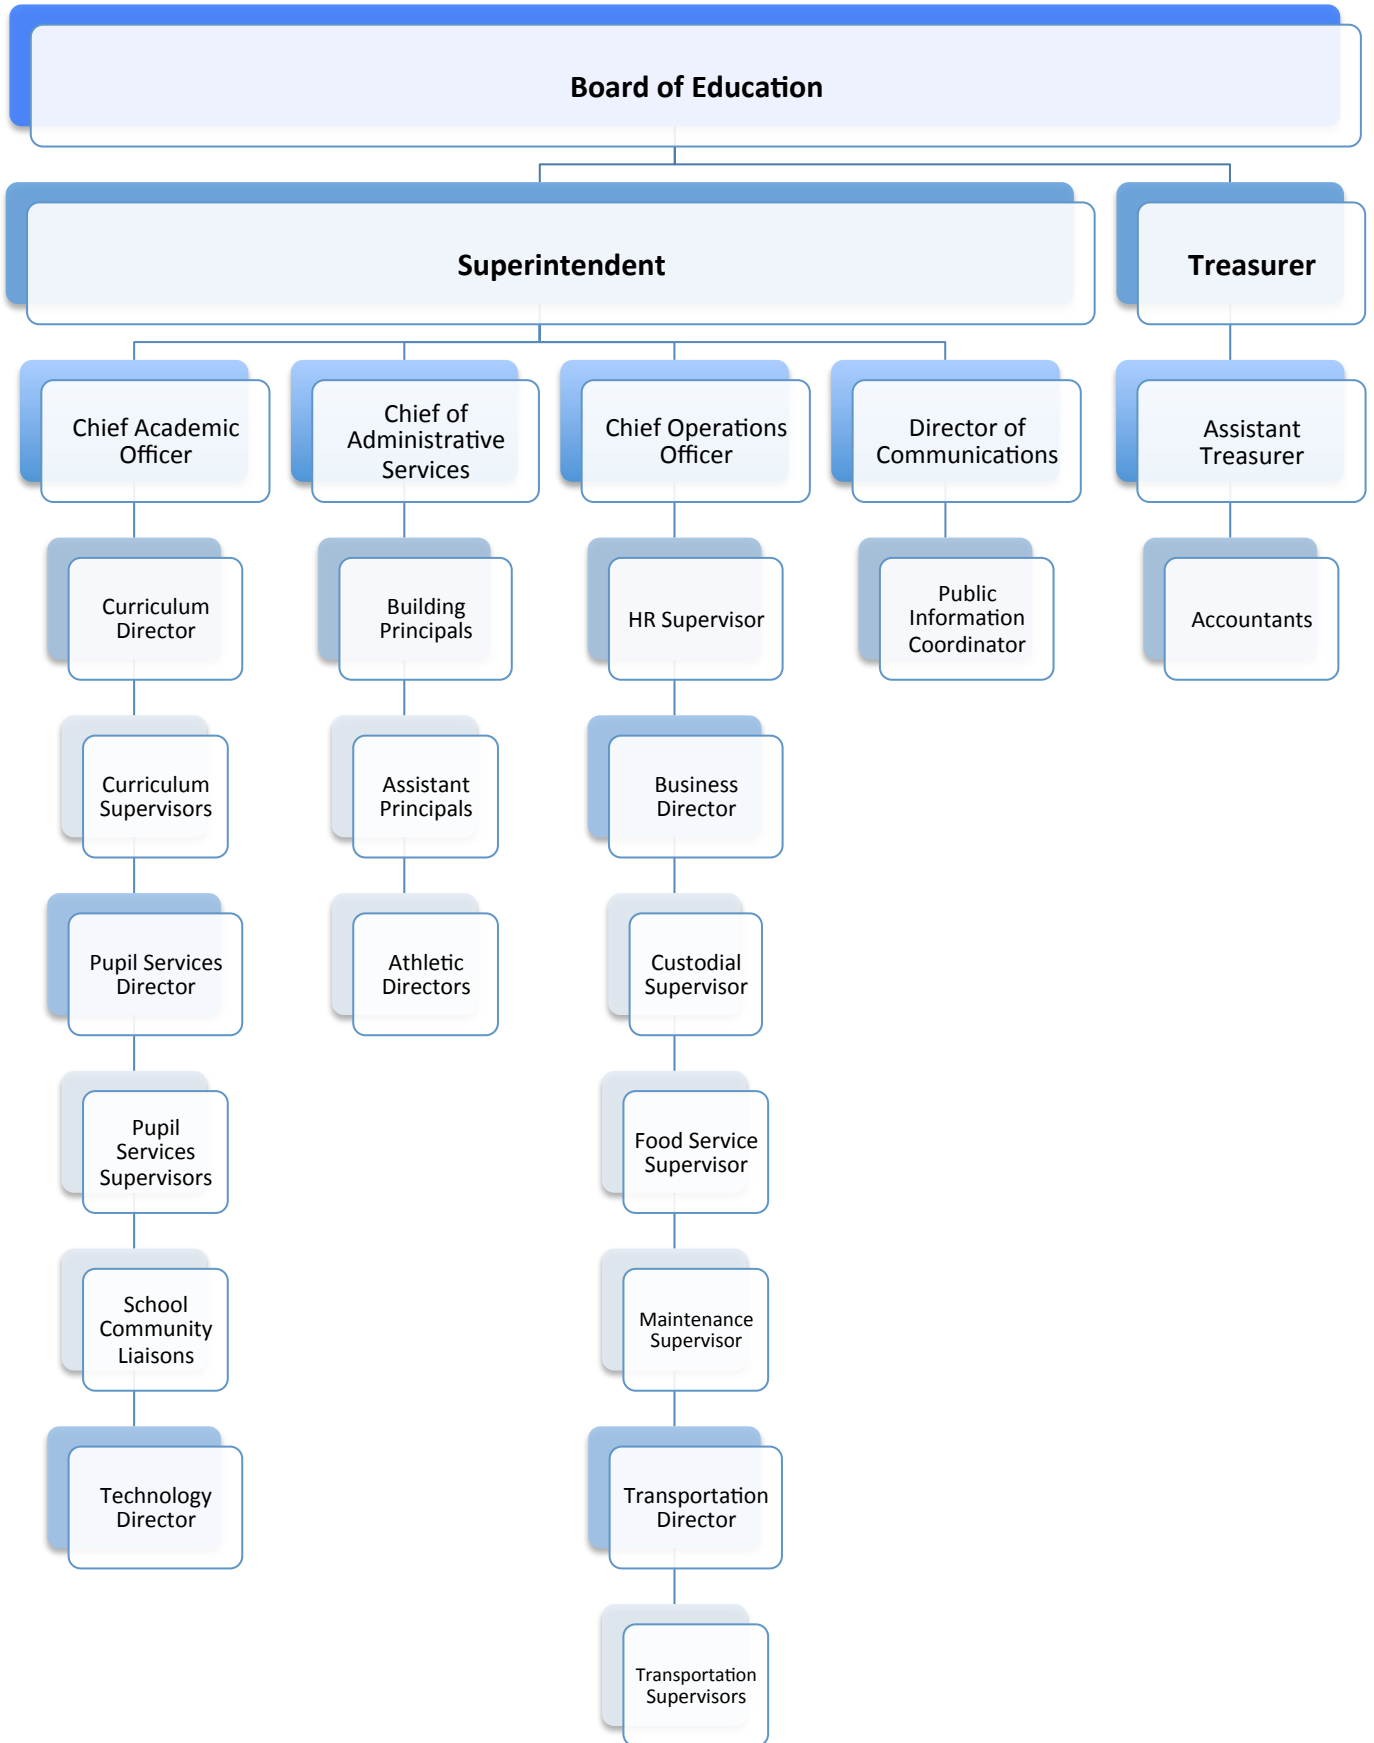 Board of Education
Superintendent
Treasurer
Chief Academic
Officer
Chief of
Administrative
Services
Chief Operations
Officer
Director of
Communications
Assistant
Treasurer
Curriculum
Director
Building
Principals
HR Supervisor
Public
Information
Coordinator
Accountants
Curriculum
Supervisors
Assistant
Principals
Business
Director
Pupil Services
Director
Athletic
Directors
Custodial
Supervisor
Pupil
Services
Supervisors
Food Service
Supervisor
School
Community
Liaisons
Maintenance
Supervisor
Technology
Director
Transportation
Director
Transportation
Supervisors